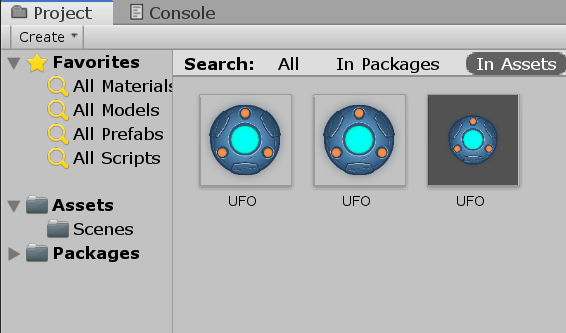 Project Console
Create
Favorites
All Materials
All Models
All Prefabs
All Scripts
Assets
Scenes
Packages
Search: All In Packages In Assets
UFO UFO UFO